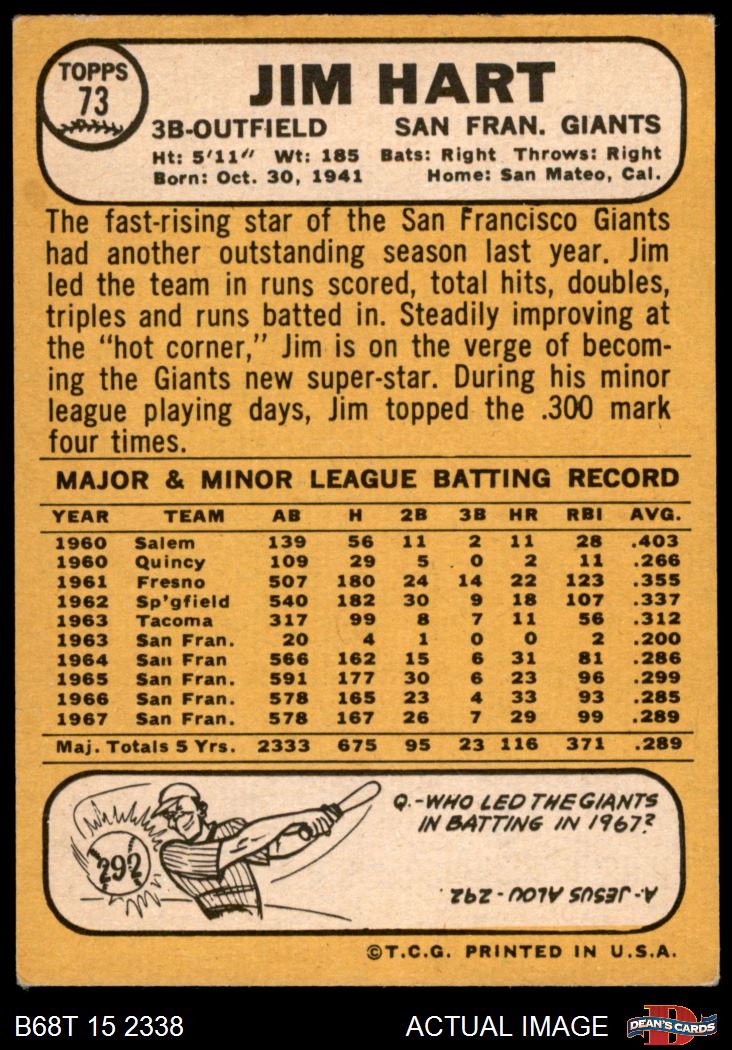 TOPPS
73
JIM HART
3B-OUTFIELD SAN FRAN. GIANTS
Ht: 5'11" Wt: 185 Bats: Right Throws: Right
Born: Oct. 30, 1941 Home: San Mateo, Cal.
The fast-rising star of the San Francisco Giants
had another outstanding season last year. Jim
led the team in runs scored, total hits, doubles,
triples and runs batted in. Steadily improving at
the "hot corner," Jim is on the verge of becom-
ing the Giants new super-star. During his minor
league playing days, Jim topped the .300 mark
four times.
MAJOR & MINOR LEAGUE BATTING RECORD
YEAR TEAM AB H 2B 3B HR RBI AVG.
1960 Salem 139 56 11 2 11 28 .403
1960 Quincy 109 29 5 0 2 11 .266
1961 Fresno 507 180 24 14 22 123 .355
1962 Sp'gfield 540 182 30 9 18 107 .337
1963 Tacoma 317 99 8 7 11 56 .312
1963 San Fran. 20 4 1 0 0 2 .200
1964 San Fran 566 162 15 6 31 81 .286
1965 San Fran. 591 177 30 6 23 96 .299
1966 San Fran. 578 165 23 4 33 93 .285
1967 San Fran. 578 167 26 7 29 99 .289
Maj. Totals 5 Yrs. 2333 675 95 23 116 371 .289
292
Q.-WHO LED THE GIANTS
IN BATTING IN 1967?
A-JESUS ALOU-292.
©T.C.G. PRINTED IN U.S.A.
B68T 15 2338 ACTUAL IMAGE DEAN'S CARDS